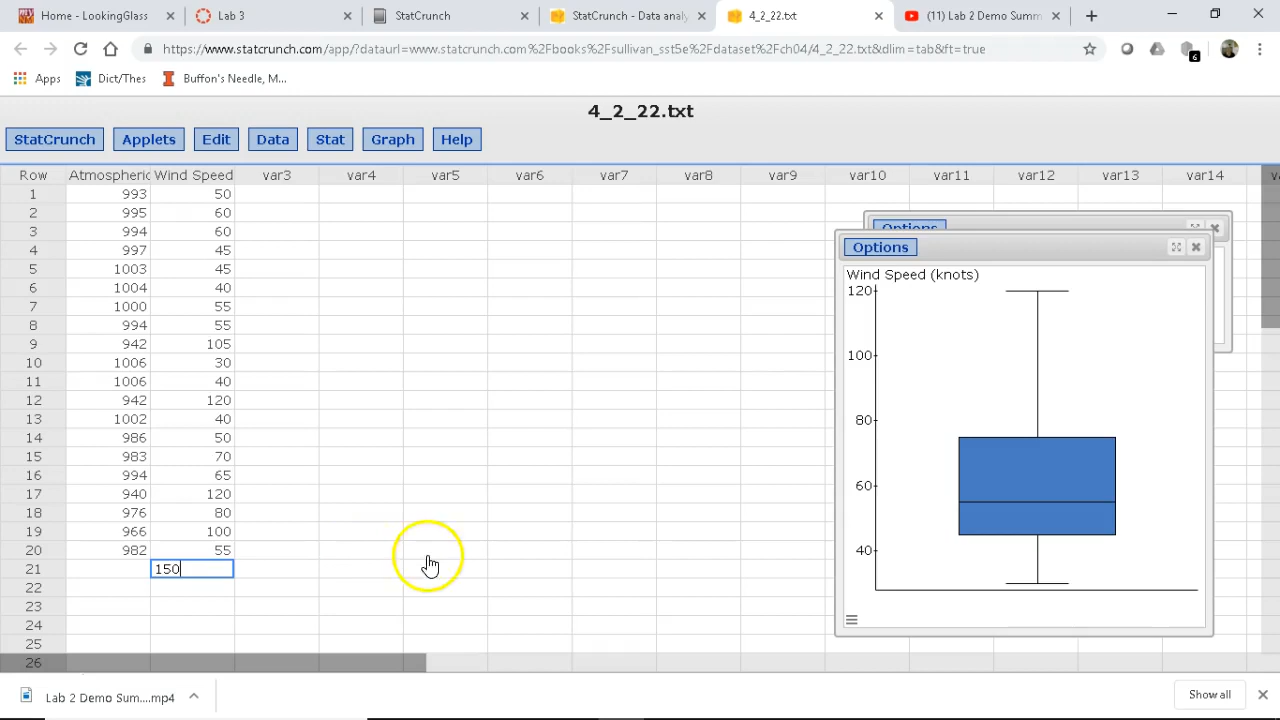 Home - LookingGlass
Lab 3
StatCrunch
StatCrunch - Data analy
4_2_22.txt
(11) Lab 2 Demo Summ
https://www.statcrunch.com/app/?dataurl=www.statcrunch.com%2Fbooks%2Fsullivan_sst5e%2Fdataset%2Fch04/4_2_22.txt&dlim=tab&ft=true
6
Apps Dict/Thes Buffon's Needle, M...
4_2_22.txt
StatCrunch Applets Edit Data Stat Graph Help
Row Atmospheric Wind Speed var3 var4 var5 var6 var7 var8 var9 var10 var11 var12 var13 var14 va
1 993 50
2 995 60
3 994 60
4 997 45
5 1003 45
6 1004 40
7 1000 55
8 994 55
9 942 105
10 1006 30
11 1006 40
12 942 120
13 1002 40
14 986 50
15 983 70
16 994 65
17 940 120
18 976 80
19 966 100
20 982 55
21 150
22
23
24
25
26
Options
Options
Wind Speed (knots)
120
100
80
60
40
Lab 2 Demo Sum....mp4
Show all